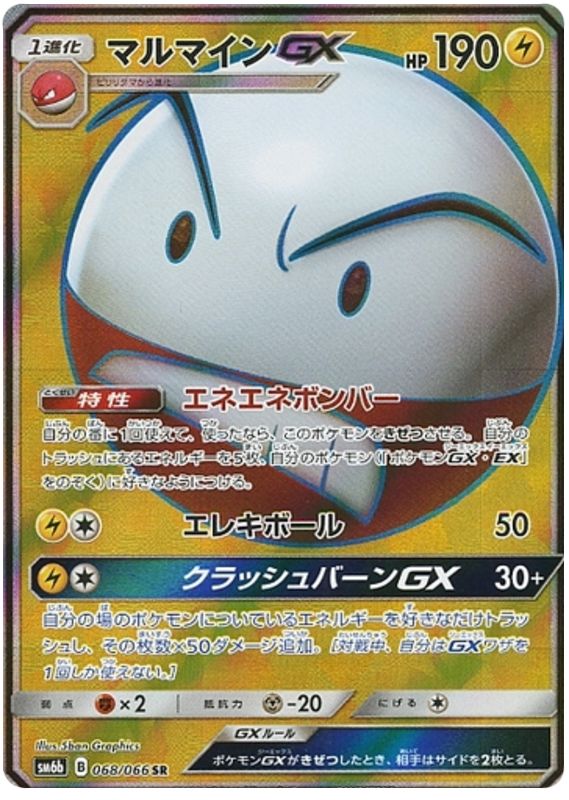 1進化 マルマインGX HP 190
ビリリダマから進化
特性 エネエネボンバー
自分の番に1回使えて、使ったなら、このポケモンをきぜつさせる。自分の
トラッシュにあるエネルギーを5枚、自分のポケモン(「ポケモンGX・EX」
をのぞく)に好きなようにつける。
エレキボール 50
クラッシュバーンGX 30+
自分の場のポケモンについているエネルギーを好きなだけトラッ
シュし、その枚数×50ダメージ追加。[対戦中、自分はGXワザ
を1回しか使えない。]
弱点 ×2 抵抗力 -20 にげる
Illus. 5ban Graphics
GXルール
sm6b B 068/066 SR
ポケモンGXがきぜつしたとき、相手はサイドを2枚とる。